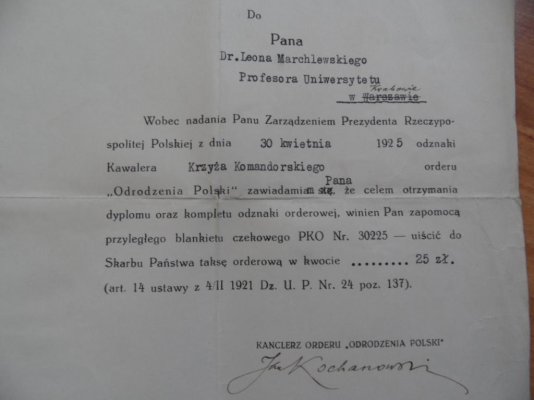 Do
Pana
Dr.Leona Marchlewskiego
Profesora Uniwersytetu
Krakowie
w Warszawie
Wobec nadania Panu Zarządzeniem Prezydenta Rzeczypo-
spolitej Polskiej z dnia 30 kwietnia 1925 odznaki
Kawalera Krzyża Komandorskiego orderu
Pana
„Odrodzenia Polski" zawiadamiam się, że celem otrzymania
dyplomu oraz kompletu odznaki orderowej, winien Pan zapomocą
przyległego blankietu czekowego PKO Nr. 30225 — uiścić do
Skarbu Państwa taksę orderową w kwocie ......... 25 zł.
(art. 14 ustawy z 4/II 1921 Dz. U. P. Nr. 24 poz. 137).
KANCLERZ ORDERU „ODRODZENIA POLSKI"
Jan Kochanowski